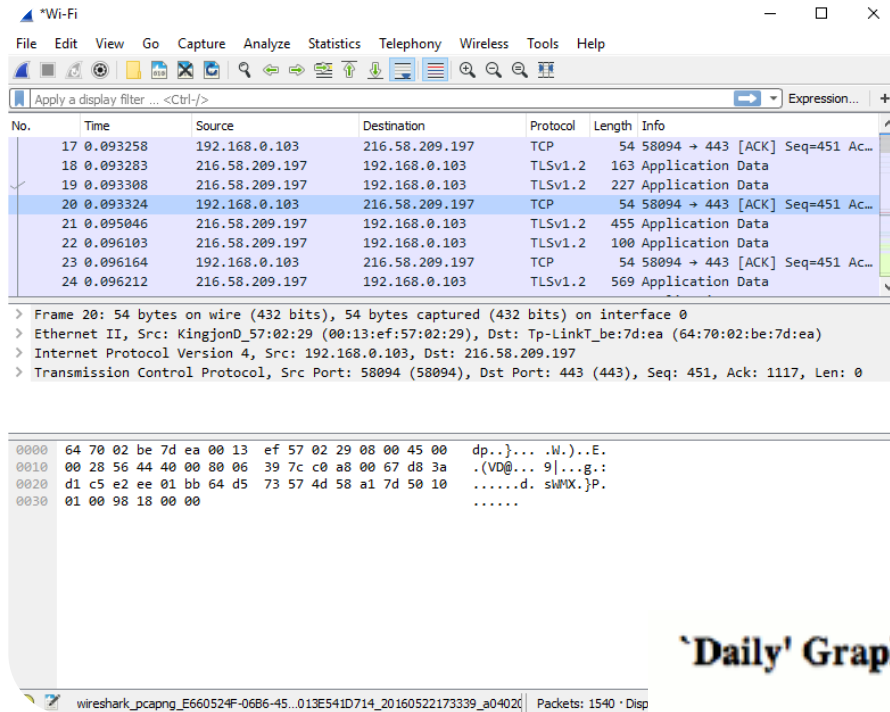 *Wi-Fi
File Edit View Go Capture Analyze Statistics Telephony Wireless Tools Help
Apply a display filter ... <Ctrl-/> Expression... +
No. Time Source Destination Protocol Length Info
17 0.093258 192.168.0.103 216.58.209.197 TCP 54 58094 → 443 [ACK] Seq=451 Ac…
18 0.093283 216.58.209.197 192.168.0.103 TLSv1.2 163 Application Data
19 0.093308 216.58.209.197 192.168.0.103 TLSv1.2 227 Application Data
20 0.093324 192.168.0.103 216.58.209.197 TCP 54 58094 → 443 [ACK] Seq=451 Ac…
21 0.095046 216.58.209.197 192.168.0.103 TLSv1.2 455 Application Data
22 0.096103 216.58.209.197 192.168.0.103 TLSv1.2 100 Application Data
23 0.096164 192.168.0.103 216.58.209.197 TCP 54 58094 → 443 [ACK] Seq=451 Ac…
24 0.096212 216.58.209.197 192.168.0.103 TLSv1.2 569 Application Data
> Frame 20: 54 bytes on wire (432 bits), 54 bytes captured (432 bits) on interface 0
> Ethernet II, Src: KingjonD_57:02:29 (00:13:ef:57:02:29), Dst: Tp-LinkT_be:7d:ea (64:70:02:be:7d:ea)
> Internet Protocol Version 4, Src: 192.168.0.103, Dst: 216.58.209.197
> Transmission Control Protocol, Src Port: 58094 (58094), Dst Port: 443 (443), Seq: 451, Ack: 1117, Len: 0
0000 64 70 02 be 7d ea 00 13 ef 57 02 29 08 00 45 00 dp..}... .W.)..E.
0010 00 28 56 44 40 00 80 06 39 7c c0 a8 00 67 d8 3a .(VD@... 9|...g.:
0020 d1 c5 e2 ee 01 bb 64 d5 73 57 4d 58 a1 7d 50 10 ......d. sWMX.}P.
0030 01 00 98 18 00 00 ......
`Daily' Grap
wireshark_pcapng_E660524F-06B6-45…013E541D714_20160522173339_a04020 Packets: 1540 · Disp